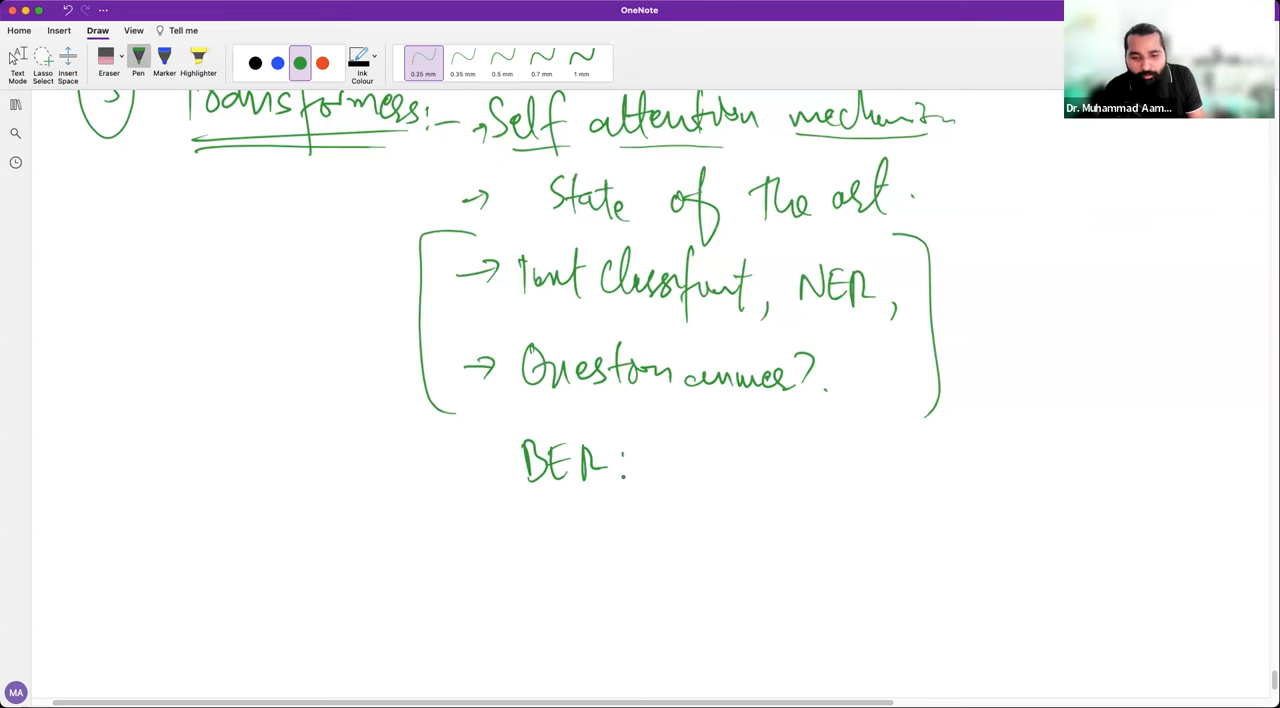 OneNote
Home Insert Draw View Tell me
Text Mode Lasso Select Insert Space Eraser Pen Marker Highlighter Ink Colour 0.25 mm 0.35 mm 0.5 mm 0.7 mm 1 mm
Dr. Muhammad Aam...
3 Transformers:- → Self attention mechanism
→ State of the art.
→ Text Classificat, NER,
→ Question answer?.
BER:
MA